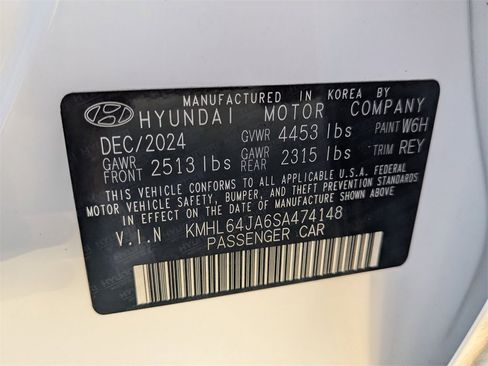 MANUFACTURED IN KOREA BY
HYUNDAI MOTOR COMPANY
DEC/2024 GVWR 4453 lbs PAINT W6H
GAWR FRONT 2513 lbs GAWR REAR 2315 lbs TRIM REY
THIS VEHICLE CONFORMS TO ALL APPLICABLE U.S.A. FEDERAL
MOTOR VEHICLE SAFETY, BUMPER, AND THEFT PREVENTION STANDARDS
IN EFFECT ON THE DATE OF MANUFACTURE SHOWN ABOVE
V.I.N KMHL64JA6SA474148
PASSENGER CAR